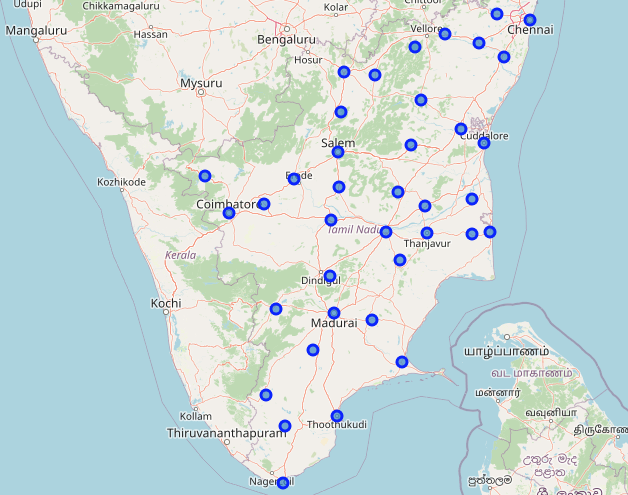 Udupi
Chikkamagaluru
Kolar
Chittoor
Mangaluru
Hassan
Bengaluru
Vellore
Chennai
Hosur
Mysuru
Salem
Cuddalore
Kozhikode
Erode
Coimbatore
Tamil Nadu
Thanjavur
Kerala
Dindigul
Kochi
Madurai
யாழ்ப்பாணம்
வட மாகாணம்
மன்னார்
Kollam
வவுனியா
Thoothukudi
Thiruvananthapuram
உதுரு மெத
Nagercoil